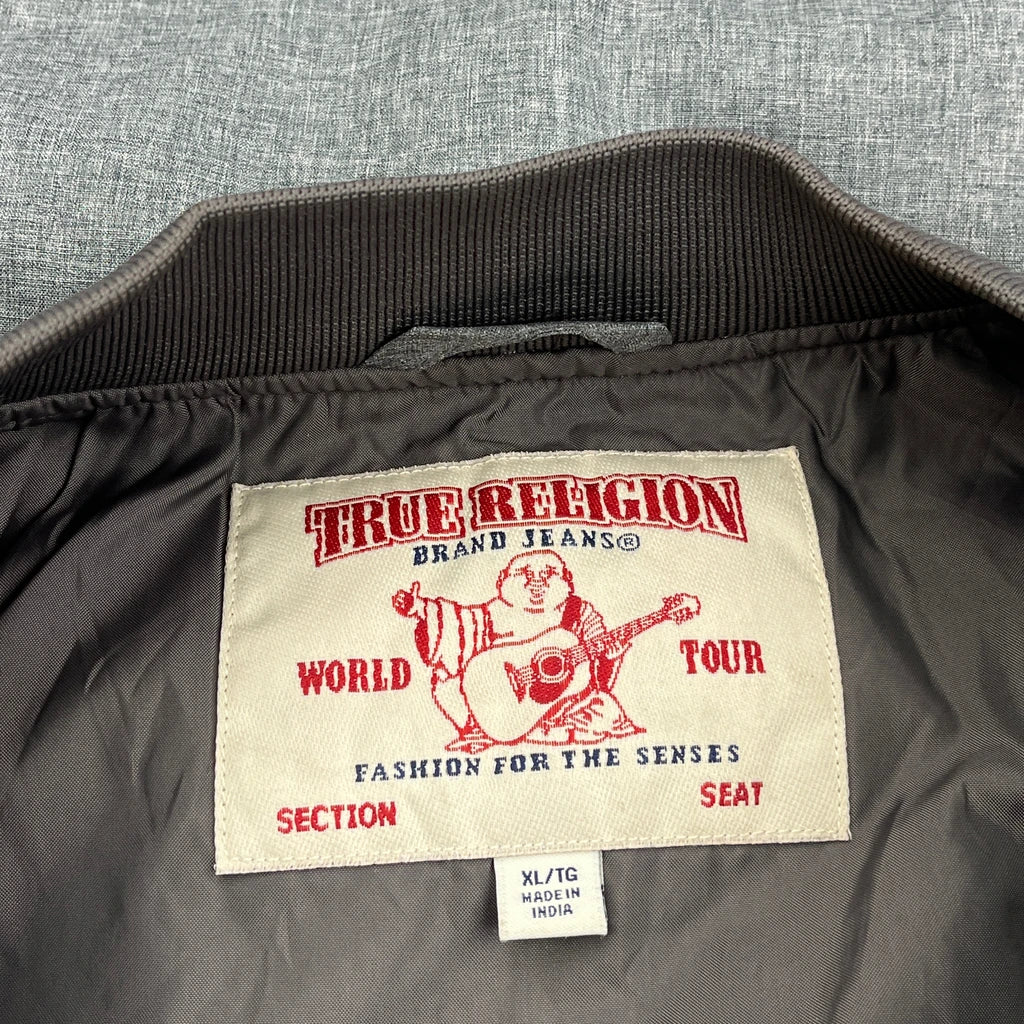 TRUE RELIGION
BRAND JEANS®
WORLD TOUR
FASHION FOR THE SENSES
SECTION SEAT
XL/TG
MADE IN
INDIA